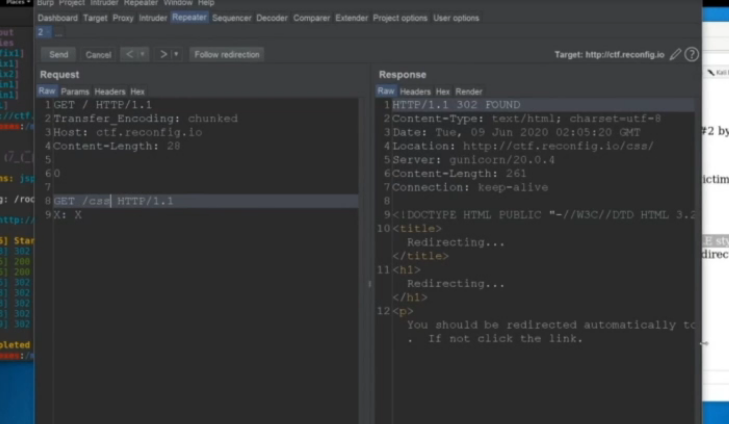 Places
Burp Project Intruder Repeater Window Help
Dashboard Target Proxy Intruder Repeater Sequencer Decoder Comparer Extender Project options User options
2 ...
Send Cancel < > Follow redirection
Target: http://ctf.reconfig.io
Request
Raw Params Headers Hex
1 GET / HTTP/1.1
2 Transfer_Encoding: chunked
3 Host: ctf.reconfig.io
4 Content-Length: 28
5
6 0
7
8 GET /css HTTP/1.1
9 X: X
Response
Raw Headers Hex Render
1 HTTP/1.1 302 FOUND
2 Content-Type: text/html; charset=utf-8
3 Date: Tue, 09 Jun 2020 02:05:20 GMT
4 Location: http://ctf.reconfig.io/css/
5 Server: gunicorn/20.0.4
6 Content-Length: 261
7 Connection: keep-alive
8
9 <!DOCTYPE HTML PUBLIC "-//W3C//DTD HTML 3.2
10 <title>
Redirecting...
</title>
11 <h1>
Redirecting...
</h1>
12 <p>
You should be redirected automatically to
. If not click the link.
#2 by
ictim
E sty
direc